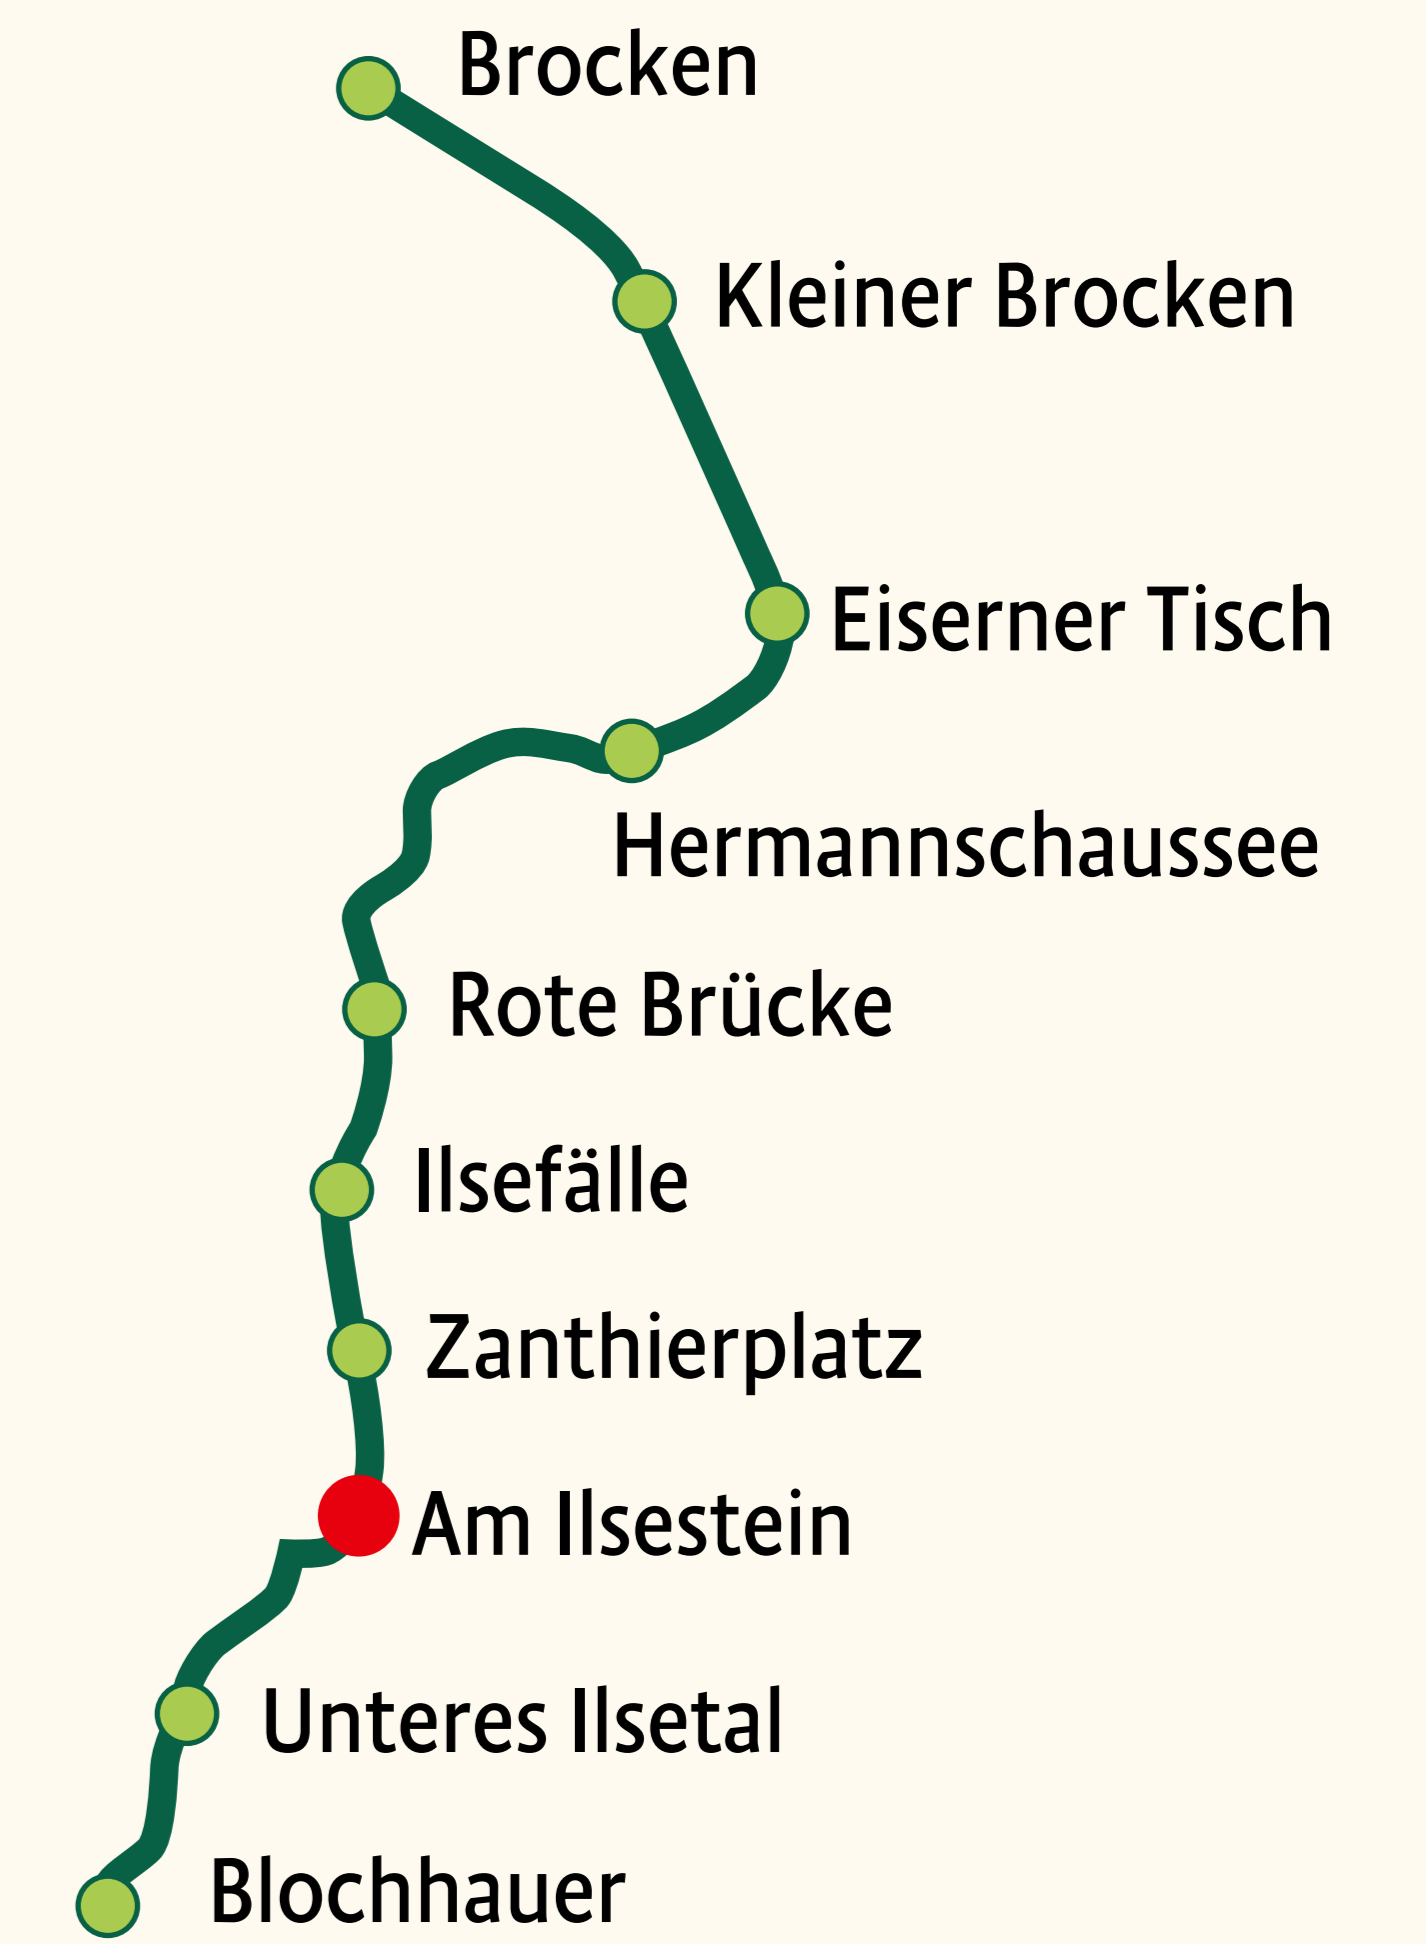 Brocken
Kleiner Brocken
Eiserner Tisch
Hermannschaussee
Rote Brücke
Ilsefälle
Zanthierplatz
Am Ilsestein
Unteres Ilsetal
Blochhauer